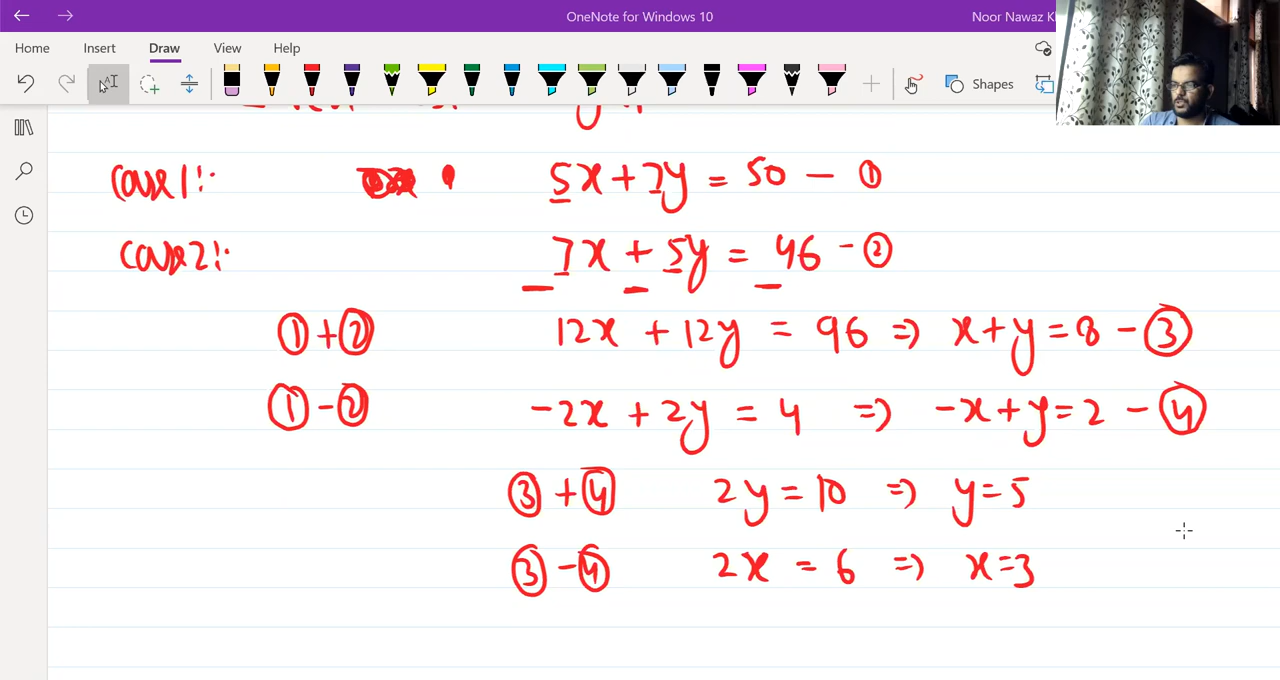 OneNote for Windows 10
Noor Nawaz
Home Insert Draw View Help
Shapes
Case 1:- 5x+7y = 50 - ①
Case 2:- 7x + 5y = 46 - ②
①+② 12x + 12y = 96 => x+y=8 - ③
①-② -2x + 2y = 4 => -x+y=2 - ④
③+④ 2y=10 => y=5
③-④ 2x = 6 => x=3